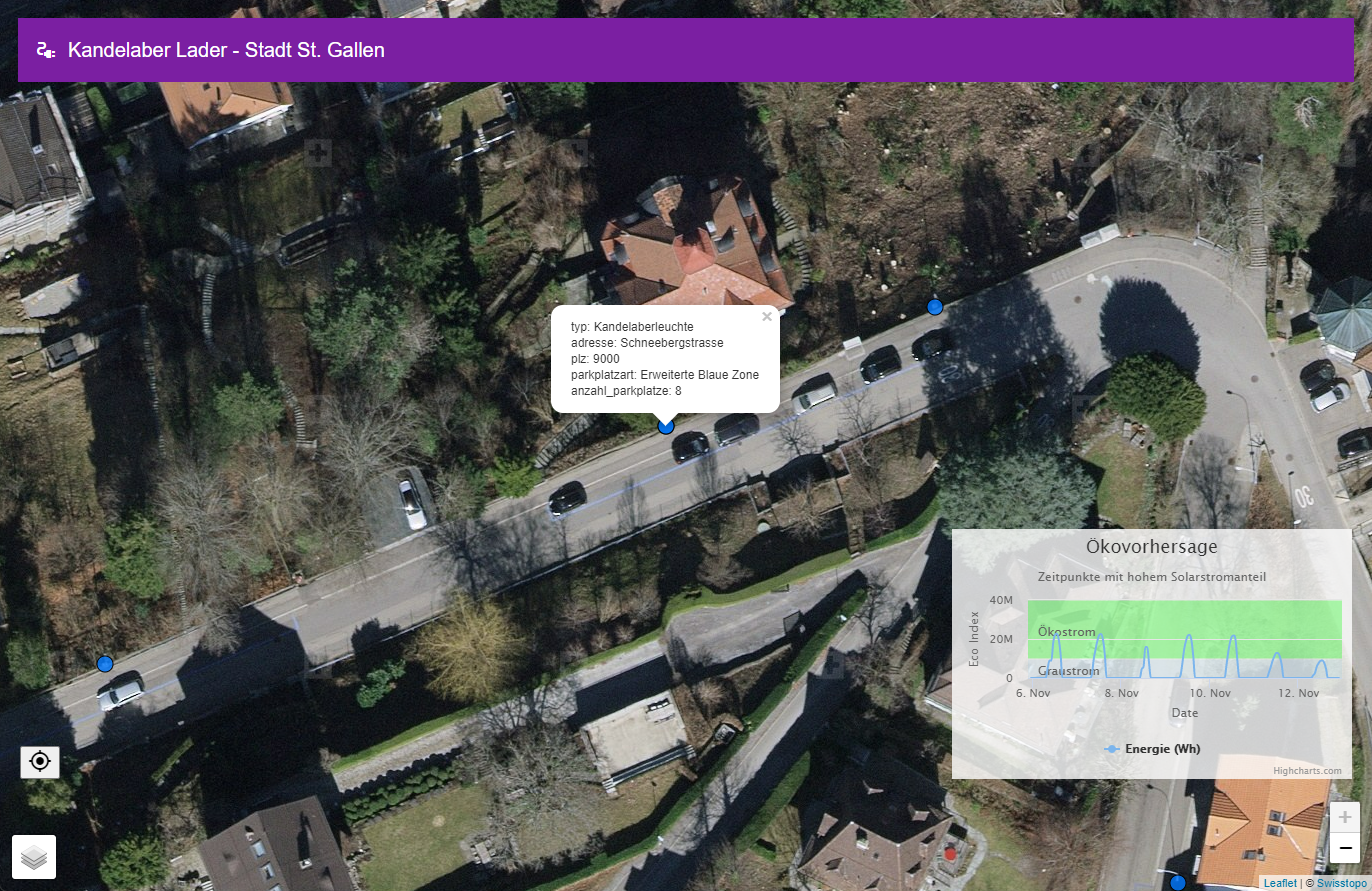 Kandelaber Lader - Stadt St. Gallen
×
typ: Kandelaberleuchte
adresse: Schneebergstrasse
plz: 9000
parkplatzart: Erweiterte Blaue Zone
anzahl_parkplatze: 8
30
Ökovorhersage
Zeitpunkte mit hohem Solarstromanteil
Eco Index
40M
20M
0
Ökostrom
Graustrom
6. Nov 8. Nov 10. Nov 12. Nov
Date
Energie (Wh)
Highcharts.com
+
−
Leaflet | © Swisstopo